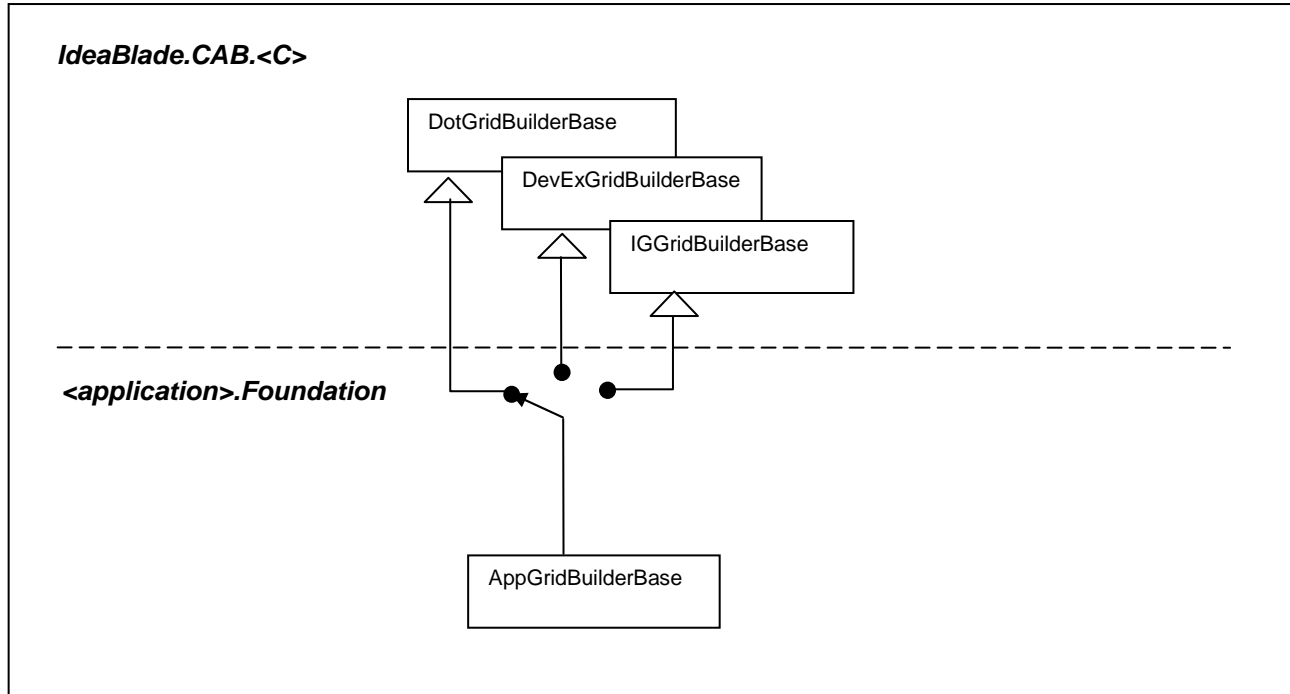 IdeaBlade.CAB.<C>
DotGridBuilderBase
DevExGridBuilderBase
IGGridBuilderBase
<application>.Foundation
AppGridBuilderBase